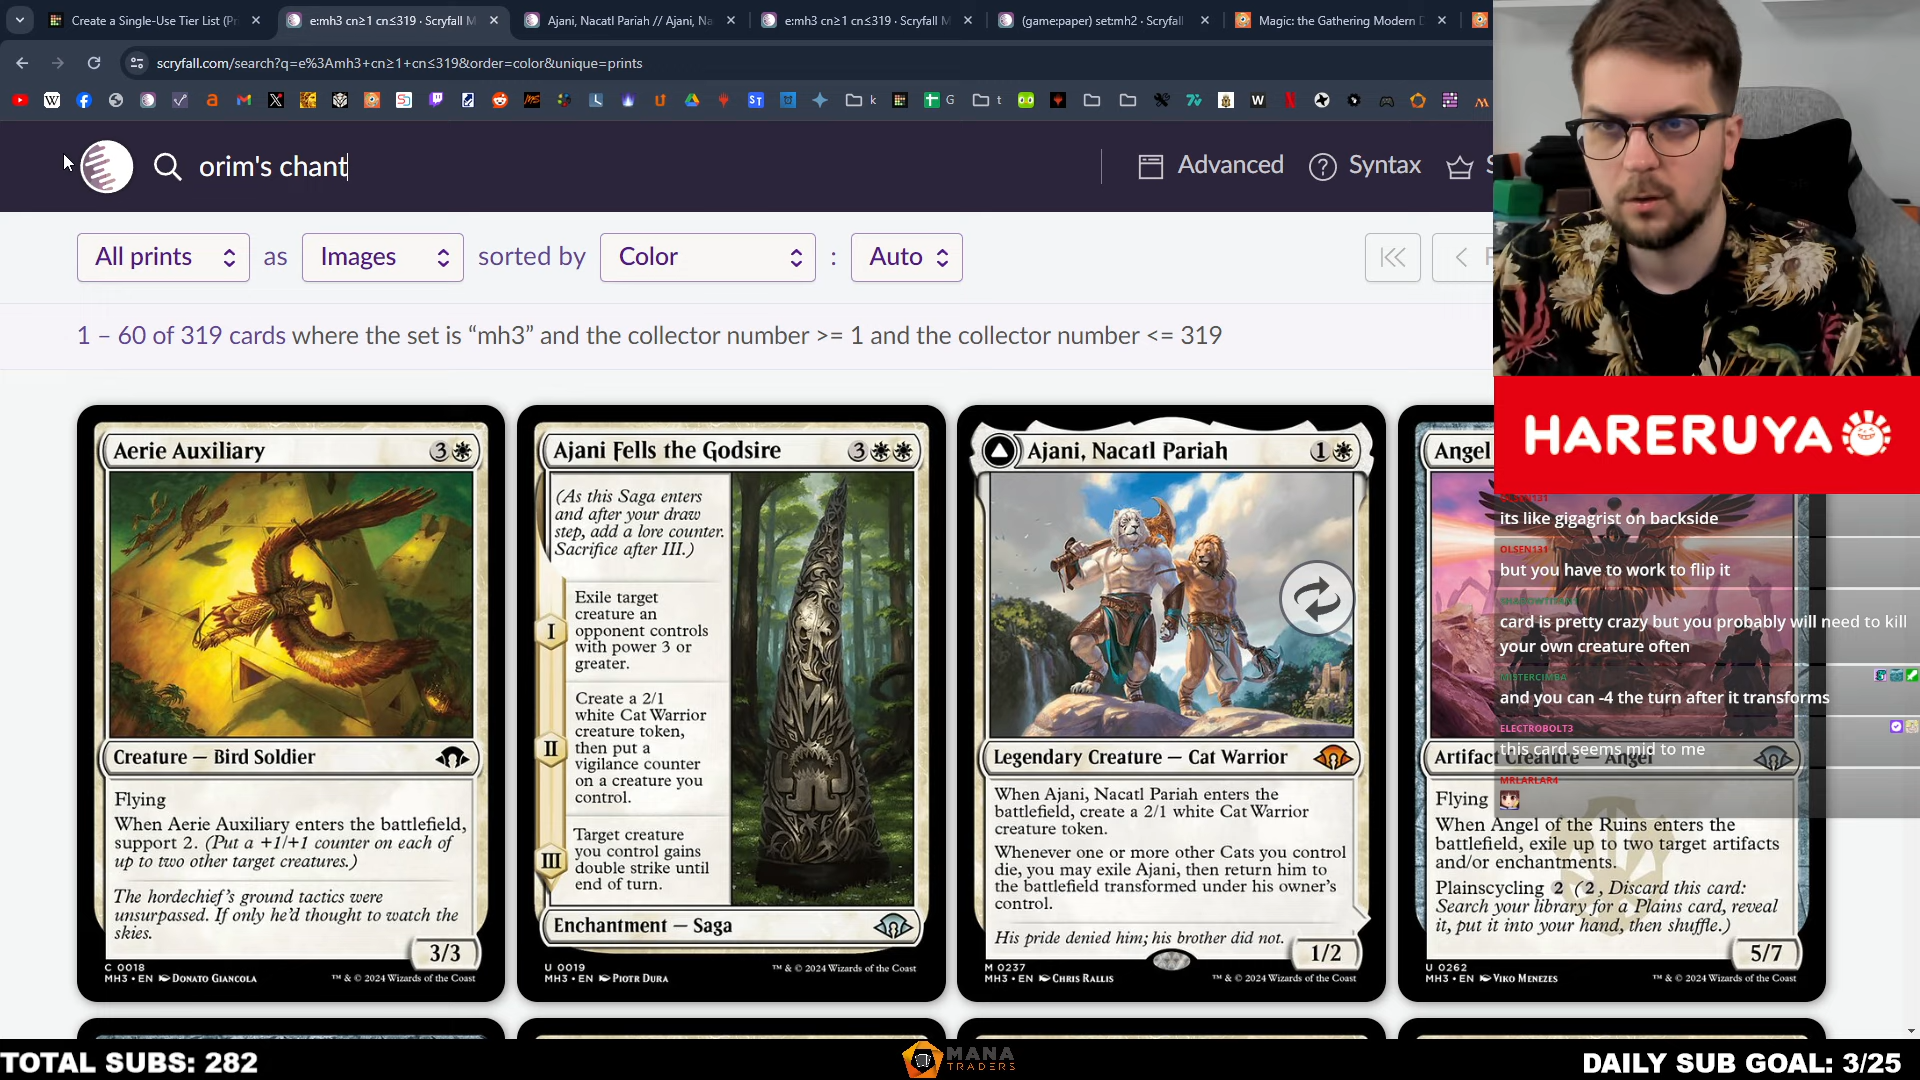 Create a Single-Use Tier List (Pr
e:mh3 cn≥1 cn≤319 · Scryfall M
Ajani, Nacatl Pariah // Ajani, Na
e:mh3 cn≥1 cn≤319 · Scryfall M
(game:paper) set:mh2 · Scryfall
Magic: the Gathering Modern D
scryfall.com/search?q=e%3Amh3+cn≥1+cn≤319&order=color&unique=prints
k
G
t
orim's chant
Advanced
Syntax
S
All prints
as
Images
sorted by
Color
:
Auto
1 – 60 of 319 cards where the set is “mh3” and the collector number >= 1 and the collector number <= 319
HARERUYA
Aerie Auxiliary
3
Creature — Bird Soldier
Flying
When Aerie Auxiliary enters the battlefield,
support 2. (Put a +1/+1 counter on each of
up to two other target creatures.)
The hordechief's ground tactics were
unsurpassed. If only he'd thought to watch the
skies.
3/3
C 0018
MH3 • EN Donato Giancola
™ & © 2024 Wizards of the Coast
Ajani Fells the Godsire
3
(As this Saga enters
and after your draw
step, add a lore counter.
Sacrifice after III.)
I
Exile target
creature an
opponent controls
with power 3 or
greater.
II
Create a 2/1
white Cat Warrior
creature token,
then put a
vigilance counter
on a creature you
control.
III
Target creature
you control gains
double strike until
end of turn.
Enchantment — Saga
U 0019
MH3 • EN Piotr Dura
™ & © 2024 Wizards of the Coast
Ajani, Nacatl Pariah
1
Legendary Creature — Cat Warrior
When Ajani, Nacatl Pariah enters the
battlefield, create a 2/1 white Cat Warrior
creature token.
Whenever one or more other Cats you control
die, you may exile Ajani, then return him to
the battlefield transformed under his owner's
control.
His pride denied him; his brother did not.
1/2
M 0237
MH3 • EN Chris Rallis
™ & © 2024 Wizards of the Coast
Angel
Artifact Creature — Angel
Flying
When Angel of the Ruins enters the
battlefield, exile up to two target artifacts
and/or enchantments.
Plainscycling 2 (2, Discard this card:
Search your library for a Plains card, reveal
it, put it into your hand, then shuffle.)
5/7
U 0262
MH3 • EN Viko Menezes
™ & © 2024 Wizards of the Coast
OLSEN131
its like gigagrist on backside
OLSEN131
but you have to work to flip it
card is pretty crazy but you probably will need to kill
your own creature often
MISTERCIMBA
and you can -4 the turn after it transforms
ELECTROBOLT3
this card seems mid to me
MRLARLAR4
TOTAL SUBS: 282
MANA
TRADERS
DAILY SUB GOAL: 3/25